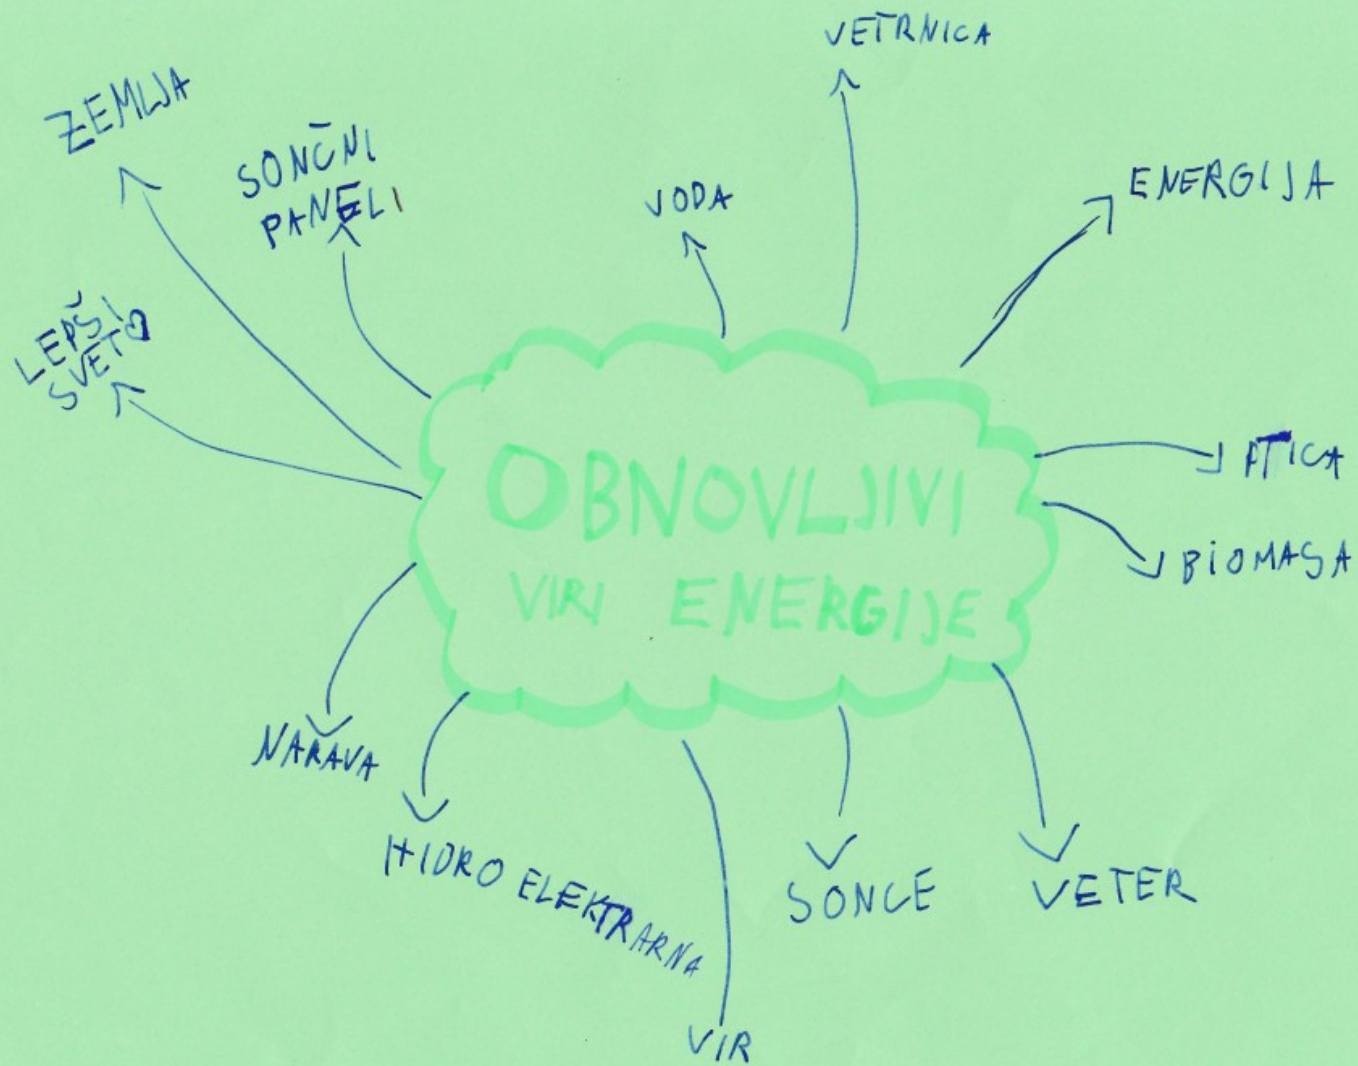 VETRNICA
ZEMLJA
SONČNI
PANELI
VODA
ENERGIJA
LEPŠI
SVET
OBNOVLJIVI
VIRI ENERGIJE
PTICA
BIOMASA
NARAVA
HIDRO ELEKTRARNA
SONCE
VETER
VIR